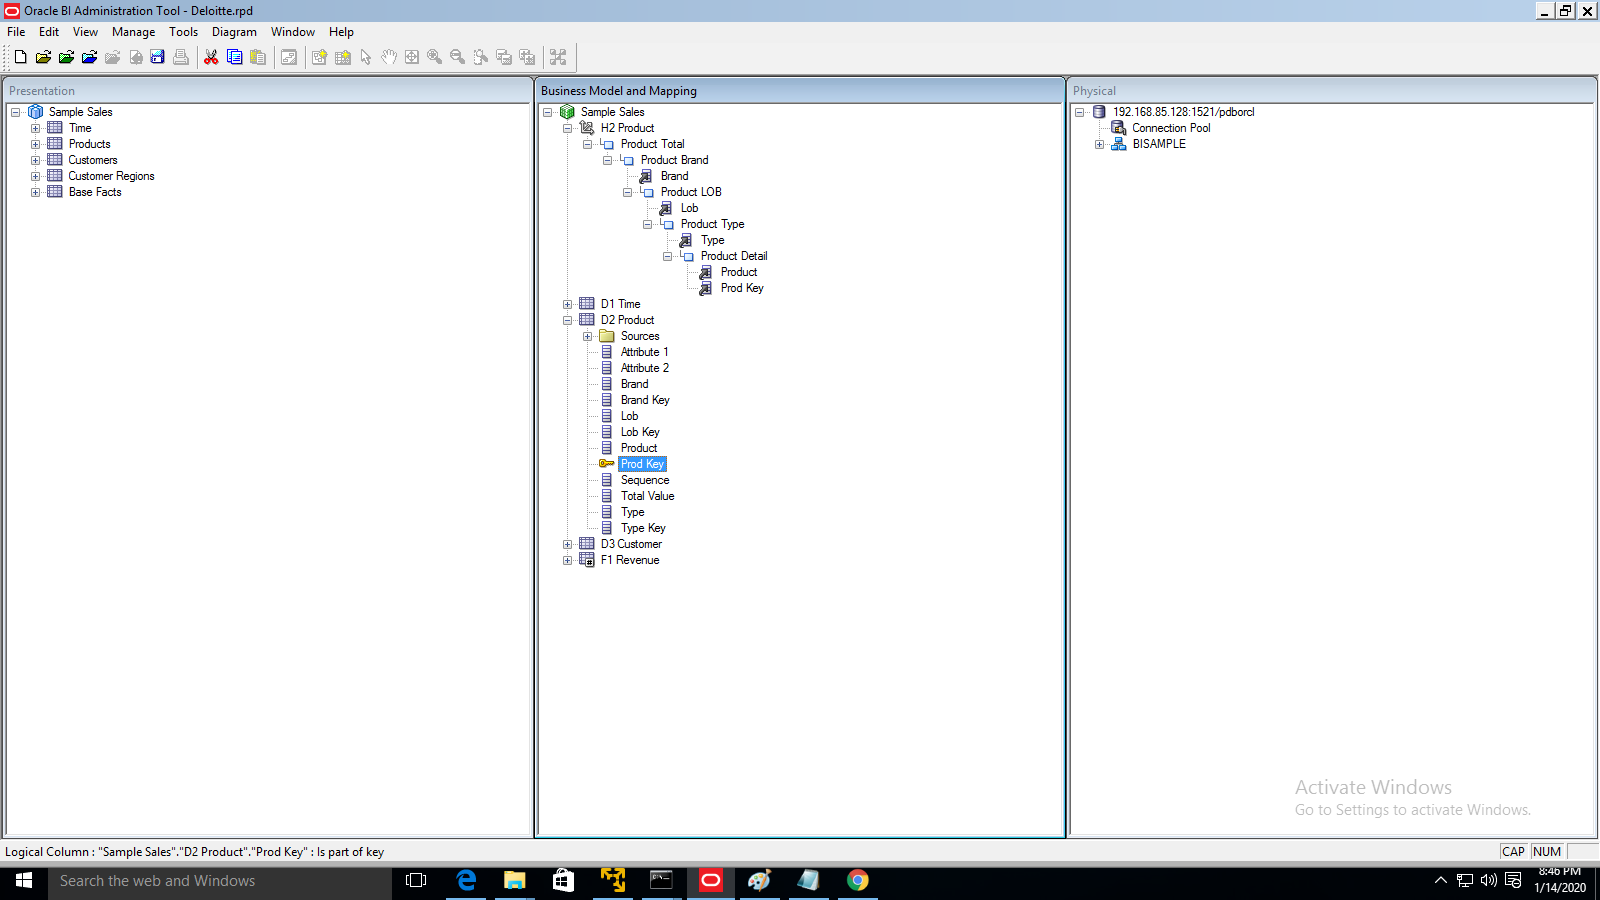 Oracle BI Administration Tool - Deloitte.rpd
File Edit View Manage Tools Diagram Window Help
Presentation
Sample Sales
Time
Products
Customers
Customer Regions
Base Facts
Business Model and Mapping
Sample Sales
H2 Product
Product Total
Product Brand
Brand
Product LOB
Lob
Product Type
Type
Product Detail
Product
Prod Key
D1 Time
D2 Product
Sources
Attribute 1
Attribute 2
Brand
Brand Key
Lob
Lob Key
Product
Prod Key
Sequence
Total Value
Type
Type Key
D3 Customer
F1 Revenue
Physical
192.168.85.128:1521/pdborcl
Connection Pool
BISAMPLE
Activate Windows
Go to Settings to activate Windows.
Logical Column : "Sample Sales"."D2 Product"."Prod Key" : Is part of key
CAP NUM
Search the web and Windows
8:46 PM
1/14/2020